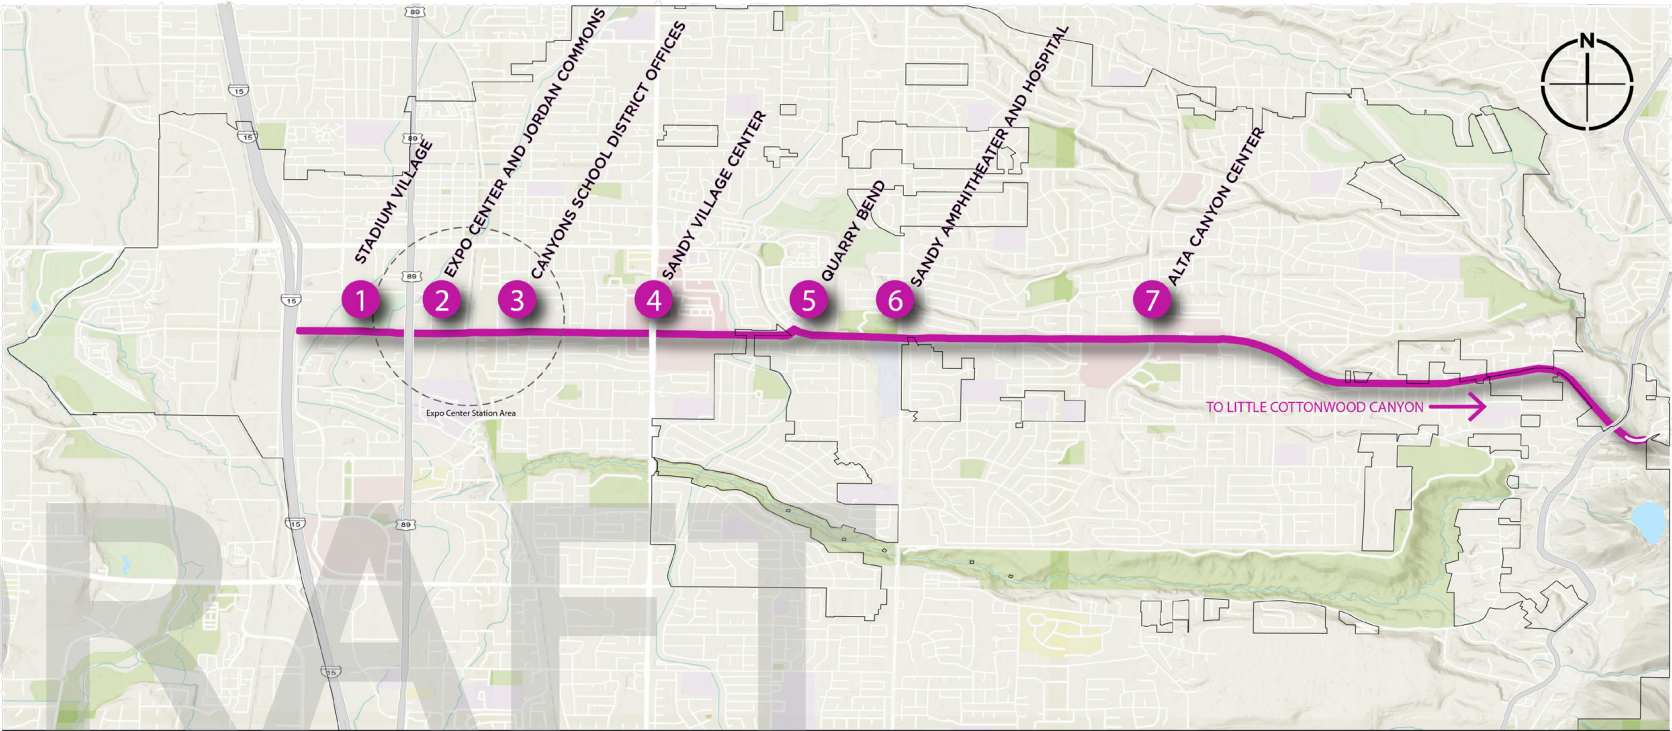 89
EXPO CENTER AND JORDAN COMMONS
CANYONS SCHOOL DISTRICT OFFICES
SANDY AMPHITHEATER AND HOSPITAL
N
15
15
89
STADIUM VILLAGE
SANDY VILLAGE CENTER
QUARRY BEND
ALTA CANYON CENTER
89
15
1
2
3
4
5
6
7
Expo Center Station Area
TO LITTLE COTTONWOOD CANYON
15
89
RAFT
15